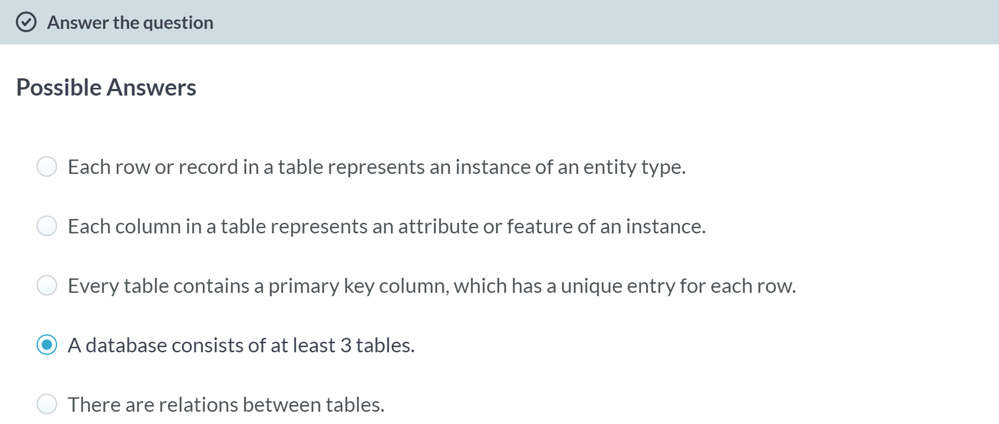 Answer the question
Possible Answers
Each row or record in a table represents an instance of an entity type.
Each column in a table represents an attribute or feature of an instance.
Every table contains a primary key column, which has a unique entry for each row.
A database consists of at least 3 tables.
There are relations between tables.